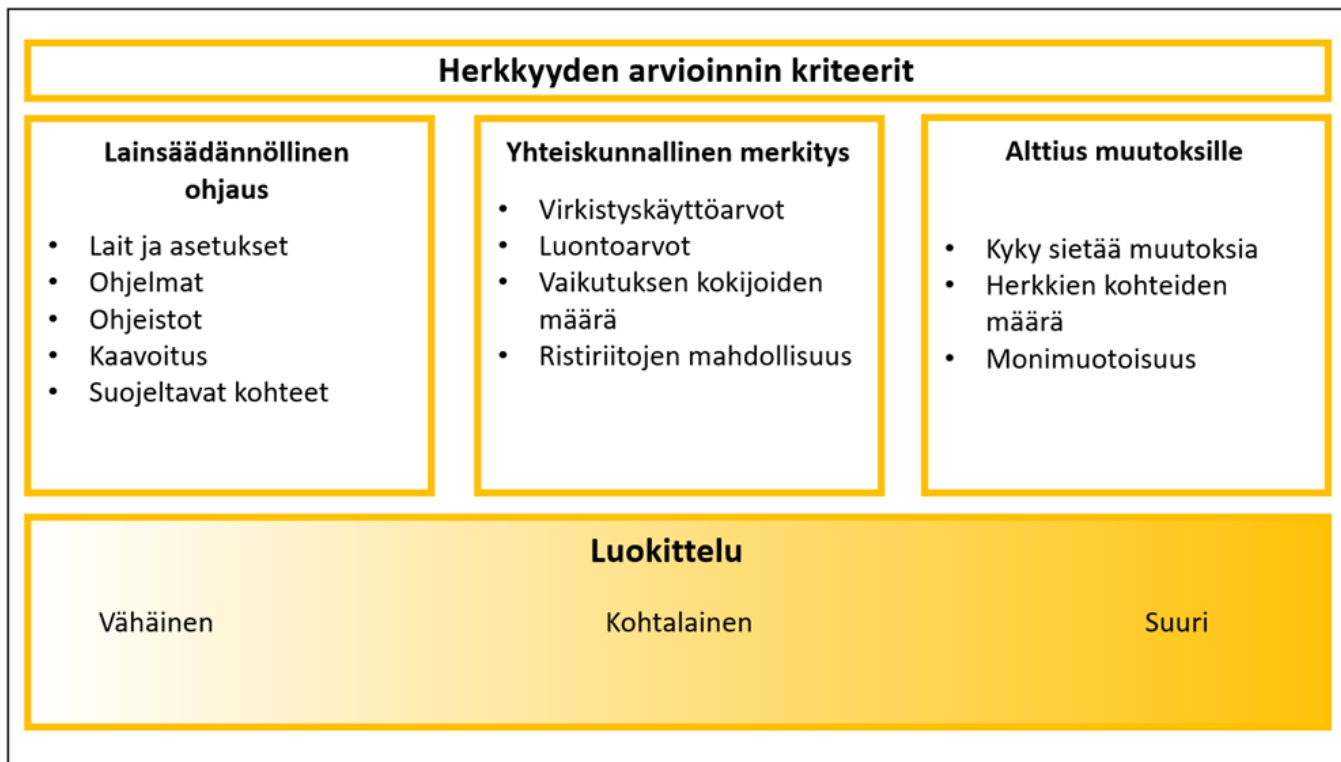 Herkkyyden arvioinnin kriteerit
Lainsäädännöllinen
ohjaus
• Lait ja asetukset
• Ohjelmat
• Ohjeistot
• Kaavoitus
• Suojeltavat kohteet
Yhteiskunnallinen merkitys
• Virkistyskäyttöarvot
• Luontoarvot
• Vaikutuksen kokijoiden
määrä
• Ristiriitojen mahdollisuus
Alttius muutoksille
• Kyky sietää muutoksia
• Herkkien kohteiden
määrä
• Monimuotoisuus
Luokittelu
Vähäinen Kohtalainen Suuri